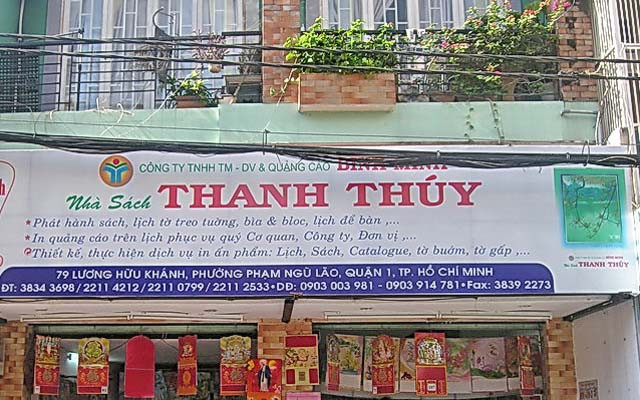 CÔNG TY TNHH TM - DV & QUẢNG CÁO BÌNH MINH
Nhà Sách THANH THÚY
* Phát hành sách, lịch tờ treo tường, bìa & bloc, lịch để bàn ,...
* In quảng cáo trên lịch phục vụ quý Cơ quan, Công ty, Đơn vị ,...
* Thiết kế, thực hiện dịch vụ in ấn phẩm: Lịch, Sách, Catalogue, tờ bướm, tờ gấp ,...
79 LƯƠNG HỮU KHÁNH, PHƯỜNG PHẠM NGŨ LÃO, QUẬN 1, TP. HỒ CHÍ MINH
ĐT: 3834 3698 / 2211 4212 / 2211 0799 / 2211 2533 • DĐ: 0903 003 981 - 0903 914 781 • Fax: 3839 2273
Nhà Sách THANH THÚY